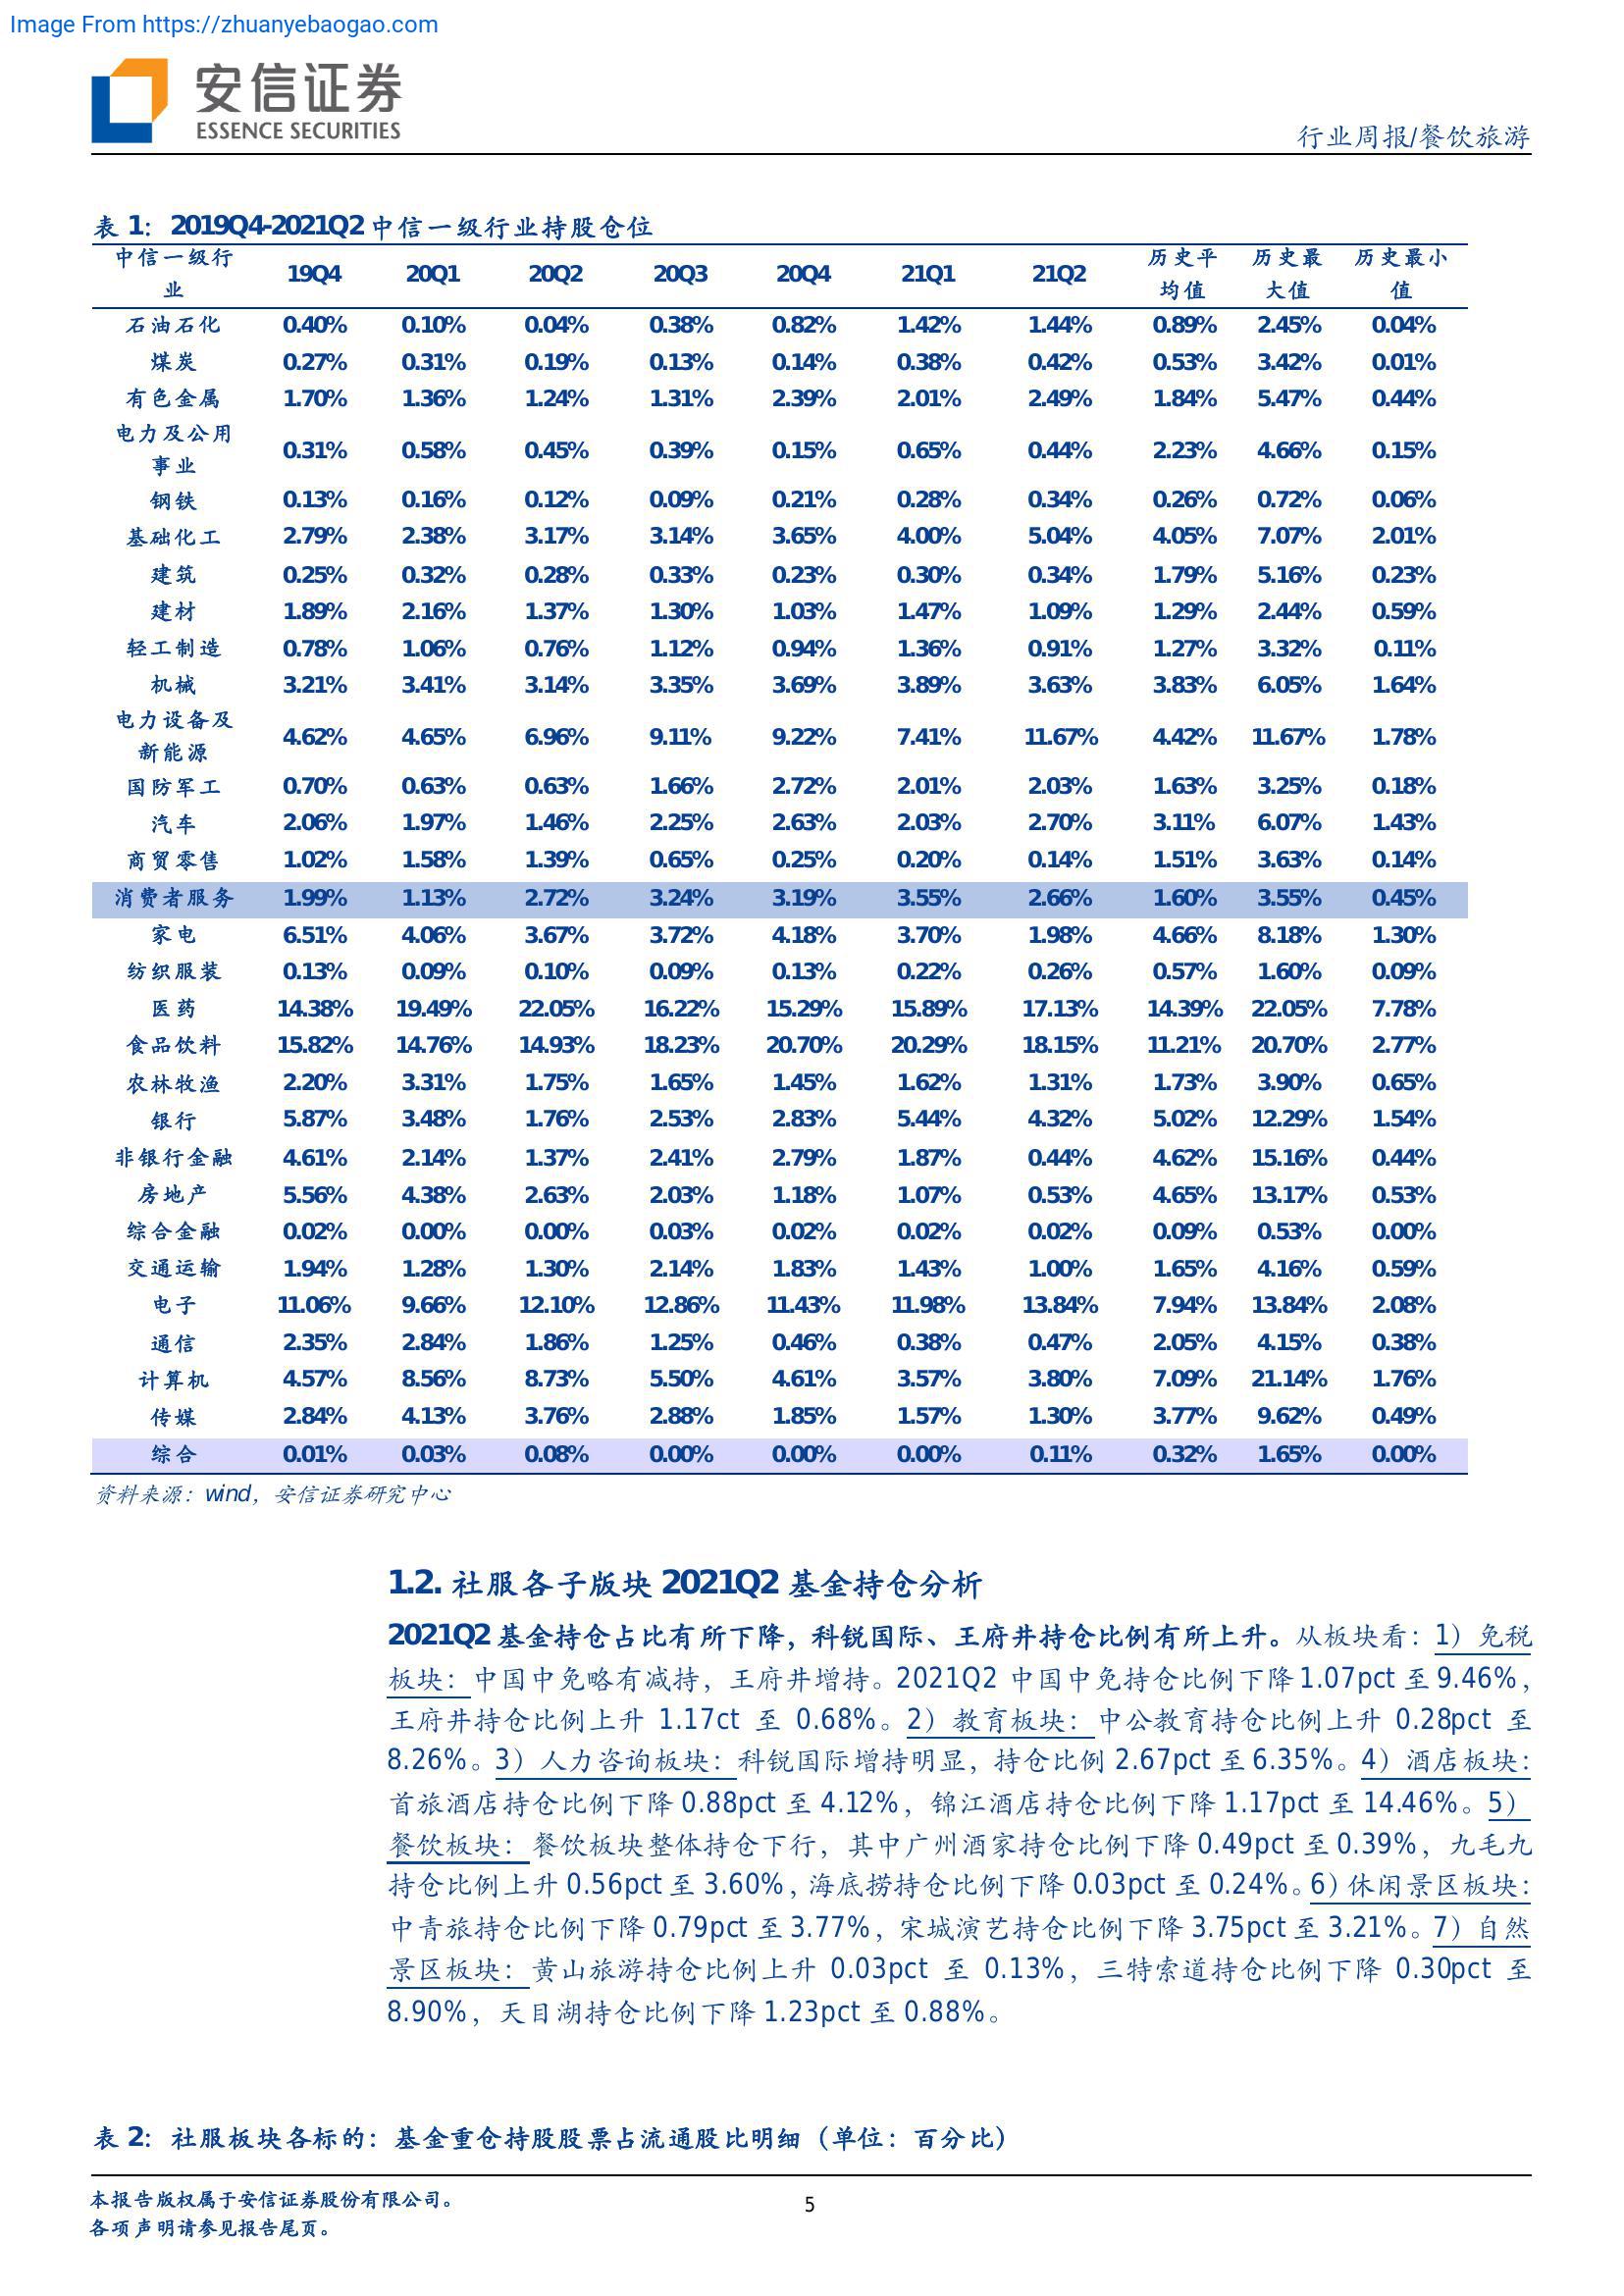 Image From https://zhuanyebaogao.com
安信证券
ESSENCE SECURITIES
行业周报/餐饮旅游
表 1：2019Q4-2021Q2 中信一级行业持股仓位
中信一级行业 19Q4 20Q1 20Q2 20Q3 20Q4 21Q1 21Q2 历史平均值 历史最大值 历史最小值
石油石化 0.40% 0.10% 0.04% 0.38% 0.82% 1.42% 1.44% 0.89% 2.45% 0.04%
煤炭 0.27% 0.31% 0.19% 0.13% 0.14% 0.38% 0.42% 0.53% 3.42% 0.01%
有色金属 1.70% 1.36% 1.24% 1.31% 2.39% 2.01% 2.49% 1.84% 5.47% 0.44%
电力及公用事业 0.31% 0.58% 0.45% 0.39% 0.15% 0.65% 0.44% 2.23% 4.66% 0.15%
钢铁 0.13% 0.16% 0.12% 0.09% 0.21% 0.28% 0.34% 0.26% 0.72% 0.06%
基础化工 2.79% 2.38% 3.17% 3.14% 3.65% 4.00% 5.04% 4.05% 7.07% 2.01%
建筑 0.25% 0.32% 0.28% 0.33% 0.23% 0.30% 0.34% 1.79% 5.16% 0.23%
建材 1.89% 2.16% 1.37% 1.30% 1.03% 1.47% 1.09% 1.29% 2.44% 0.59%
轻工制造 0.78% 1.06% 0.76% 1.12% 0.94% 1.36% 0.91% 1.27% 3.32% 0.11%
机械 3.21% 3.41% 3.14% 3.35% 3.69% 3.89% 3.63% 3.83% 6.05% 1.64%
电力设备及新能源 4.62% 4.65% 6.96% 9.11% 9.22% 7.41% 11.67% 4.42% 11.67% 1.78%
国防军工 0.70% 0.63% 0.63% 1.66% 2.72% 2.01% 2.03% 1.63% 3.25% 0.18%
汽车 2.06% 1.97% 1.46% 2.25% 2.63% 2.03% 2.70% 3.11% 6.07% 1.43%
商贸零售 1.02% 1.58% 1.39% 0.65% 0.25% 0.20% 0.14% 1.51% 3.63% 0.14%
消费者服务 1.99% 1.13% 2.72% 3.24% 3.19% 3.55% 2.66% 1.60% 3.55% 0.45%
家电 6.51% 4.06% 3.67% 3.72% 4.18% 3.70% 1.98% 4.66% 8.18% 1.30%
纺织服装 0.13% 0.09% 0.10% 0.09% 0.13% 0.22% 0.26% 0.57% 1.60% 0.09%
医药 14.38% 19.49% 22.05% 16.22% 15.29% 15.89% 17.13% 14.39% 22.05% 7.78%
食品饮料 15.82% 14.76% 14.93% 18.23% 20.70% 20.29% 18.15% 11.21% 20.70% 2.77%
农林牧渔 2.20% 3.31% 1.75% 1.65% 1.45% 1.62% 1.31% 1.73% 3.90% 0.65%
银行 5.87% 3.48% 1.76% 2.53% 2.83% 5.44% 4.32% 5.02% 12.29% 1.54%
非银行金融 4.61% 2.14% 1.37% 2.41% 2.79% 1.87% 0.44% 4.62% 15.16% 0.44%
房地产 5.56% 4.38% 2.63% 2.03% 1.18% 1.07% 0.53% 4.65% 13.17% 0.53%
综合金融 0.02% 0.00% 0.00% 0.03% 0.02% 0.02% 0.02% 0.09% 0.53% 0.00%
交通运输 1.94% 1.28% 1.30% 2.14% 1.83% 1.43% 1.00% 1.65% 4.16% 0.59%
电子 11.06% 9.66% 12.10% 12.86% 11.43% 11.98% 13.84% 7.94% 13.84% 2.08%
通信 2.35% 2.84% 1.86% 1.25% 0.46% 0.38% 0.47% 2.05% 4.15% 0.38%
计算机 4.57% 8.56% 8.73% 5.50% 4.61% 3.57% 3.80% 7.09% 21.14% 1.76%
传媒 2.84% 4.13% 3.76% 2.88% 1.85% 1.57% 1.30% 3.77% 9.62% 0.49%
综合 0.01% 0.03% 0.08% 0.00% 0.00% 0.00% 0.11% 0.32% 1.65% 0.00%
资料来源：wind，安信证券研究中心
1.2. 社服各子版块 2021Q2 基金持仓分析
2021Q2 基金持仓占比有所下降，科锐国际、王府井持仓比例有所上升。从板块看：1）免税
板块：中国中免略有减持，王府井增持。2021Q2 中国中免持仓比例下降 1.07pct 至 9.46%，
王府井持仓比例上升 1.17ct 至 0.68%。2）教育板块：中公教育持仓比例上升 0.28pct 至
8.26%。3）人力咨询板块：科锐国际增持明显，持仓比例 2.67pct 至 6.35%。4）酒店板块：
首旅酒店持仓比例下降 0.88pct 至 4.12%，锦江酒店持仓比例下降 1.17pct 至 14.46%。5）
餐饮板块：餐饮板块整体持仓下行，其中广州酒家持仓比例下降 0.49pct 至 0.39%，九毛九
持仓比例上升 0.56pct 至 3.60%，海底捞持仓比例下降 0.03pct 至 0.24%。6）休闲景区板块：
中青旅持仓比例下降 0.79pct 至 3.77%，宋城演艺持仓比例下降 3.75pct 至 3.21%。7）自然
景区板块：黄山旅游持仓比例上升 0.03pct 至 0.13%，三特索道持仓比例下降 0.30pct 至
8.90%，天目湖持仓比例下降 1.23pct 至 0.88%。
表 2：社服板块各标的：基金重仓持股股票占流通股比明细（单位：百分比）
本报告版权属于安信证券股份有限公司。
各项声明请参见报告尾页。
5